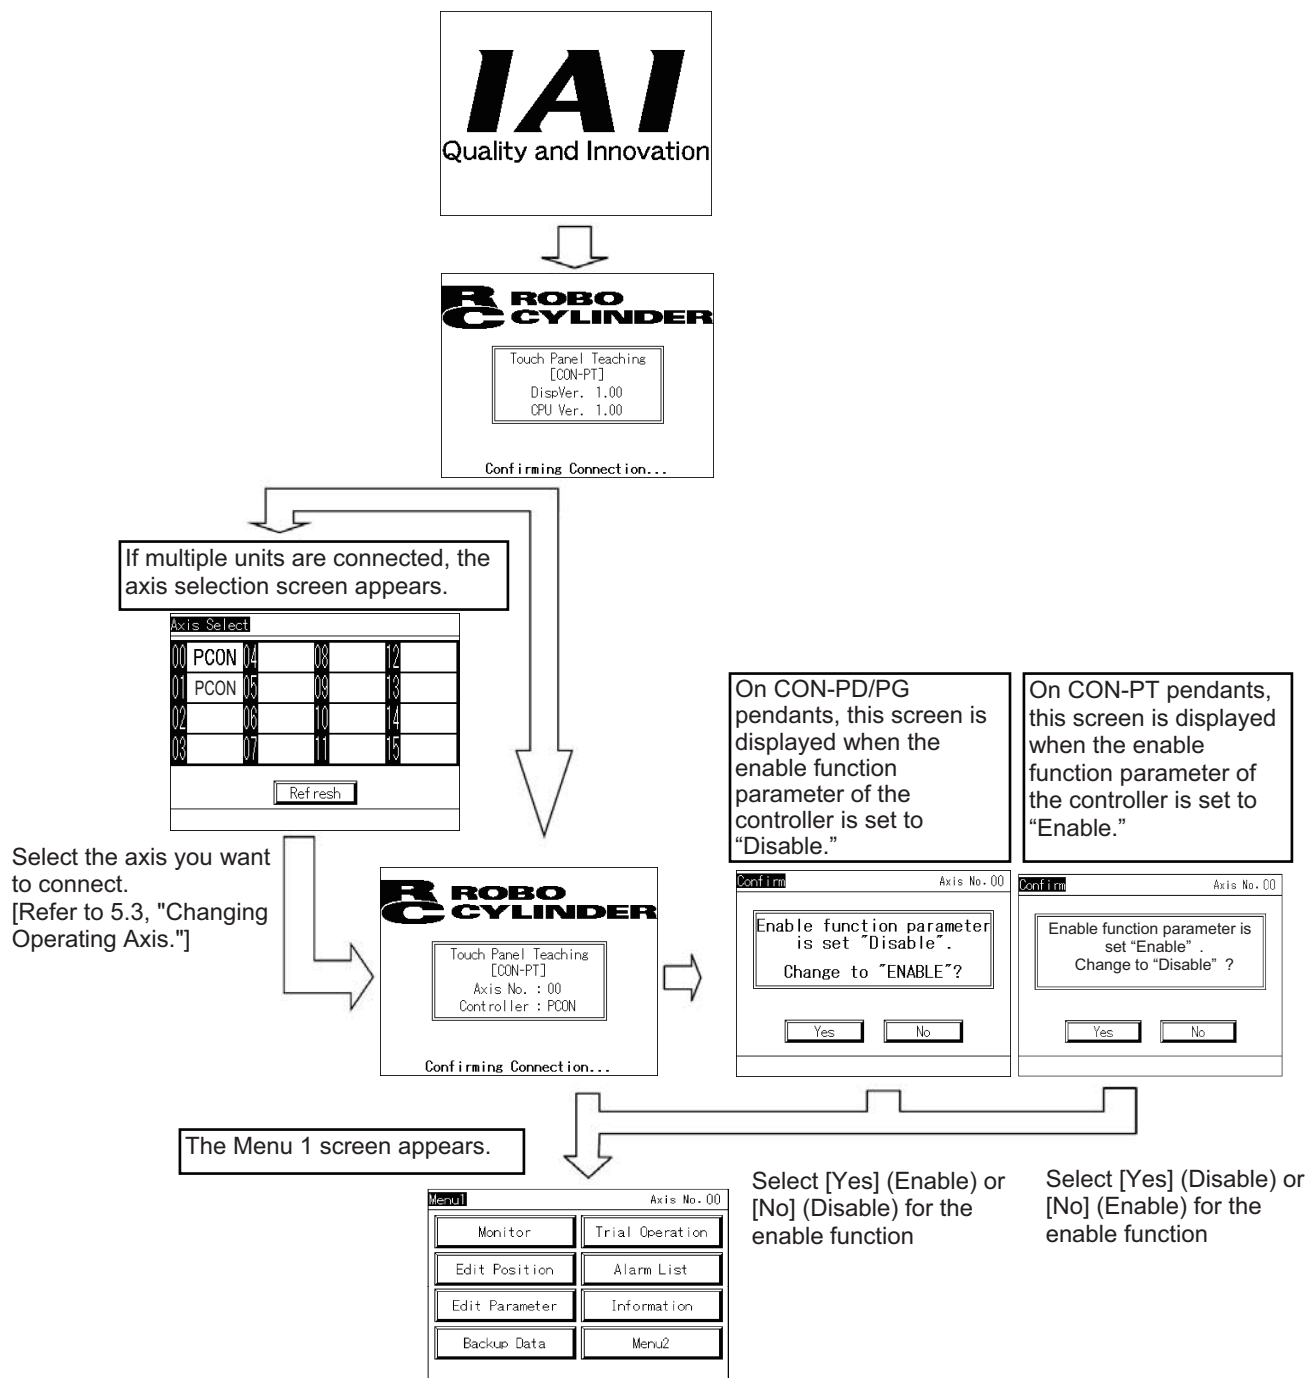 IAI
Quality and Innovation
RC ROBO
CYLINDER
Touch Panel Teaching
[CON-PT]
DispVer. 1.00
CPU Ver. 1.00
Confirming Connection...
If multiple units are connected, the
axis selection screen appears.
Axis Select
00 PCON 04 08 12
01 PCON 05 09 13
02 06 10 14
03 07 11 15
Refresh
Select the axis you want
to connect.
[Refer to 5.3, "Changing
Operating Axis."]
RC ROBO
CYLINDER
Touch Panel Teaching
[CON-PT]
Axis No. : 00
Controller : PCON
Confirming Connection...
On CON-PD/PG
pendants, this screen is
displayed when the
enable function
parameter of the
controller is set to
“Disable.”
Confirm Axis No.00
Enable function parameter
is set "Disable".
Change to "ENABLE"?
Yes No
On CON-PT pendants,
this screen is displayed
when the enable
function parameter of
the controller is set to
“Enable.”
Confirm Axis No.00
Enable function parameter is
set “Enable” .
Change to “Disable” ?
Yes No
Select [Yes] (Enable) or
[No] (Disable) for the
enable function
Select [Yes] (Disable) or
[No] (Enable) for the
enable function
The Menu 1 screen appears.
Menu1 Axis No.00
Monitor Trial Operation
Edit Position Alarm List
Edit Parameter Information
Backup Data Menu2